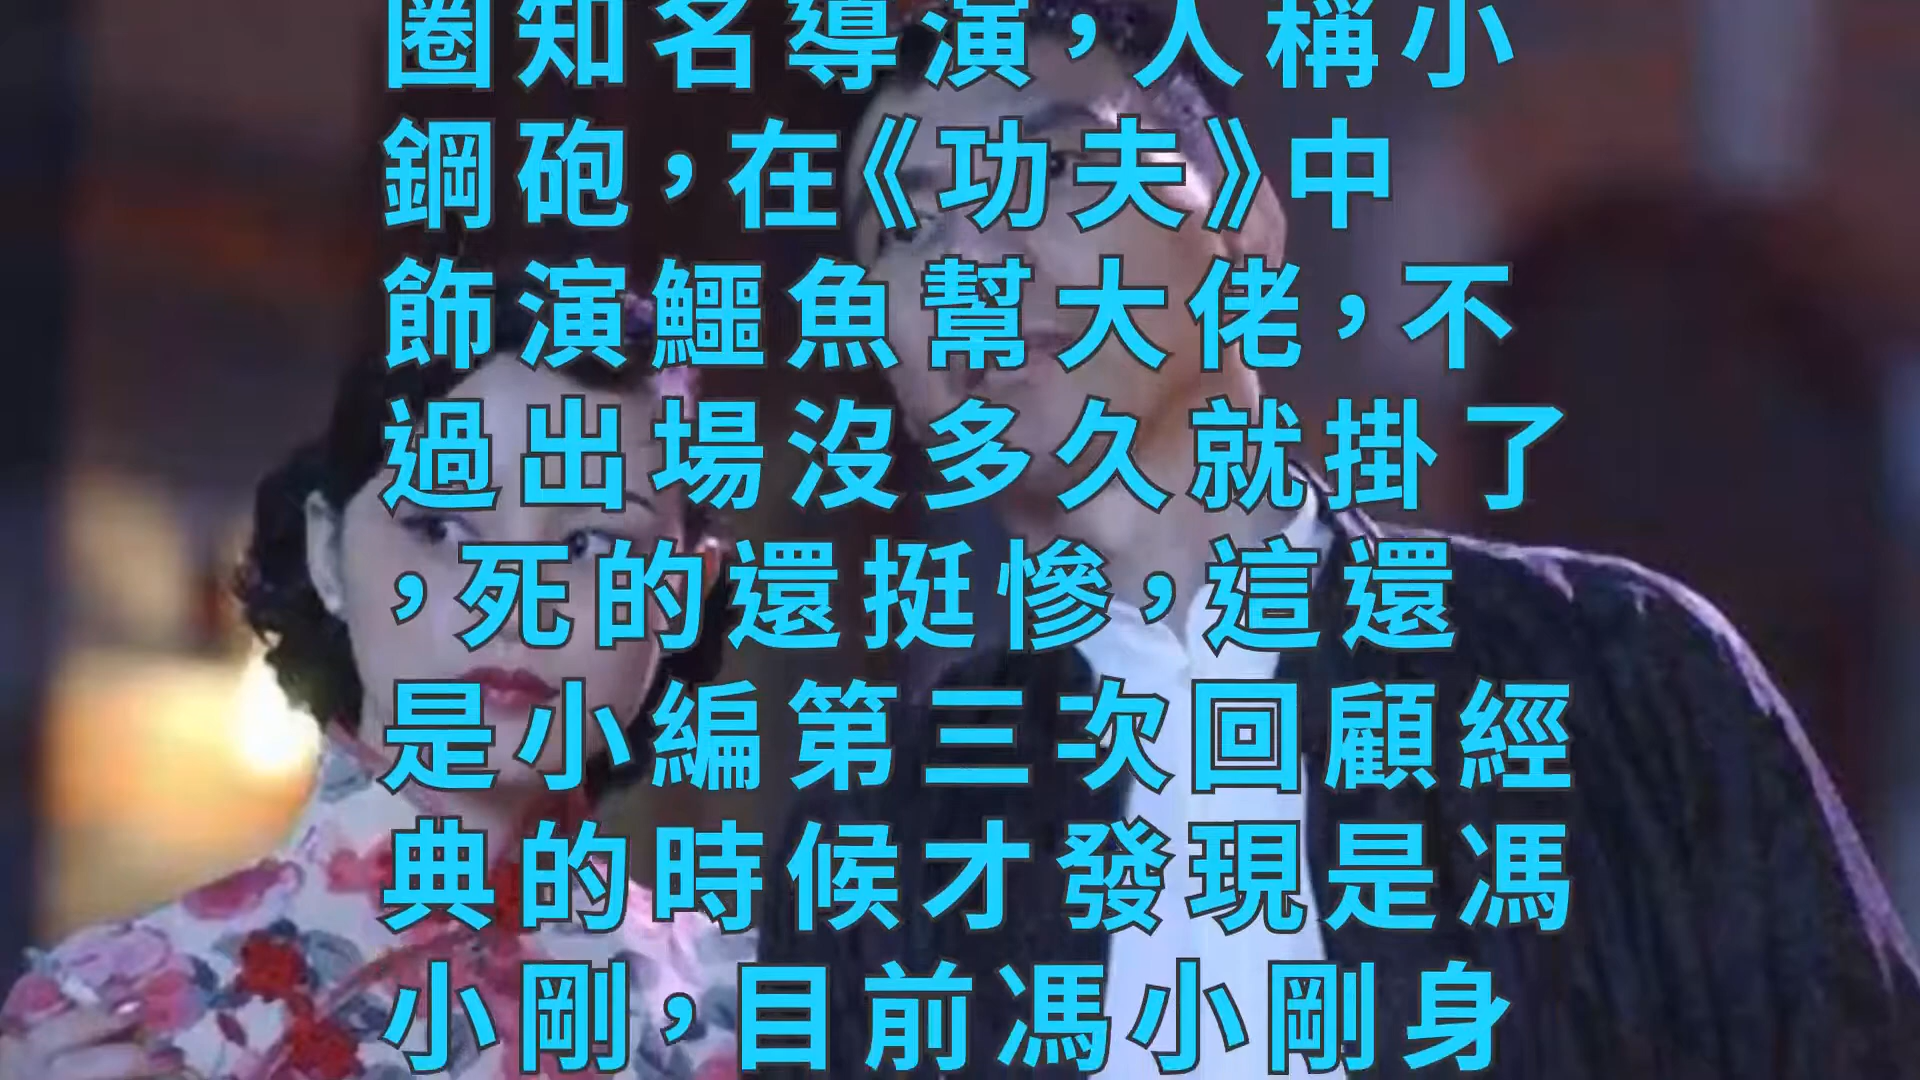 圈知名導演，人稱小
鋼砲，在《功夫》中
飾演鱷魚幫大佬，不
過出場沒多久就掛了
，死的還挺慘，這還
是小編第三次回顧經
典的時候才發現是馮
小剛，目前馮小剛身